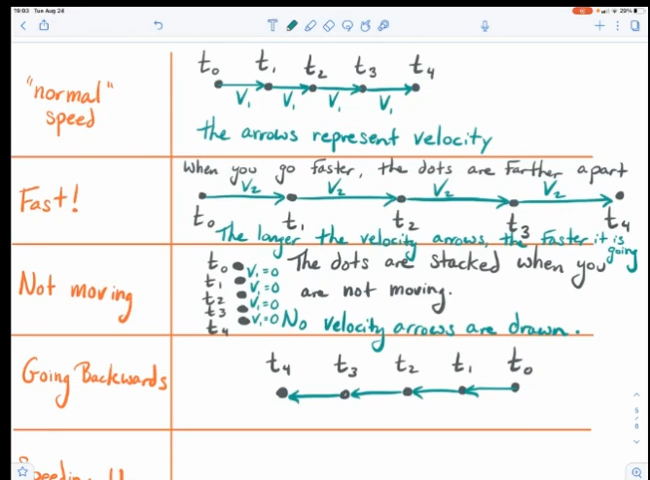 19:03 Tue Aug 24
29%
"normal" speed
t₀ t₁ t₂ t₃ t₄
V₁ V₁ V₁ V₁
the arrows represent velocity
Fast!
When you go faster, the dots are farther apart
V₂ V₂ V₂ V₂
t₀ t₁ t₂ t₃ t₄
The longer the velocity arrows, the faster it is going
Not moving
t₀ V₁=0 The dots are stacked when you
t₁ V₁=0
t₂ V₁=0 are not moving.
t₃ V₁=0 No velocity arrows are drawn.
t₄
Going Backwards
t₄ t₃ t₂ t₁ t₀
5
/
6